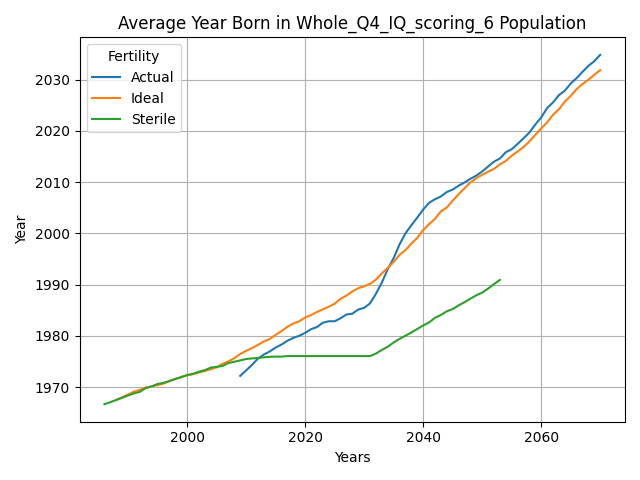 Average Year Born in Whole_Q4_IQ_scoring_6 Population
Fertility
Actual
Ideal
Sterile
Year
2030
2020
2010
2000
1990
1980
1970
2000
2020
2040
2060
Years